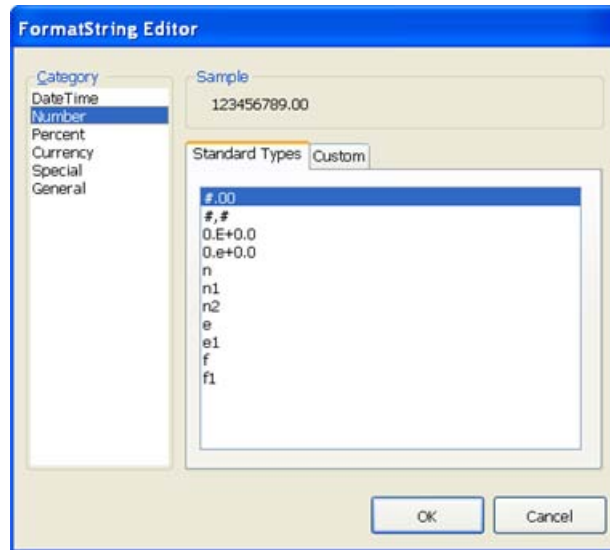 FormatString Editor
Category
DateTime
Number
Percent
Currency
Special
General
Sample
123456789.00
Standard Types
Custom
#.00
#,#
0.E+0.0
0.e+0.0
n
n1
n2
e
e1
f
f1
OK
Cancel